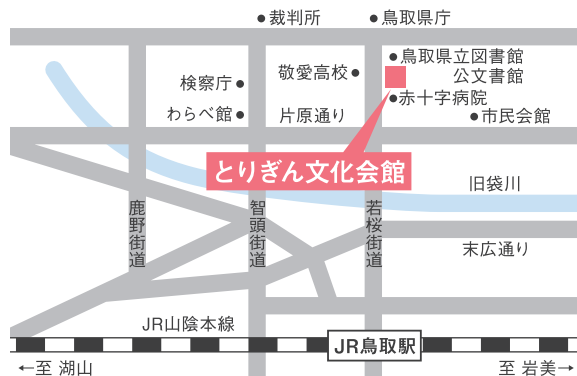 裁判所
鳥取県庁
鳥取県立図書館
公文書館
敬愛高校
検察庁
赤十字病院
わらべ館
片原通り
市民会館
とりぎん文化会館
旧袋川
鹿野街道
智頭街道
若桜街道
末広通り
JR山陰本線
JR鳥取駅
←至 湖山
至 岩美→